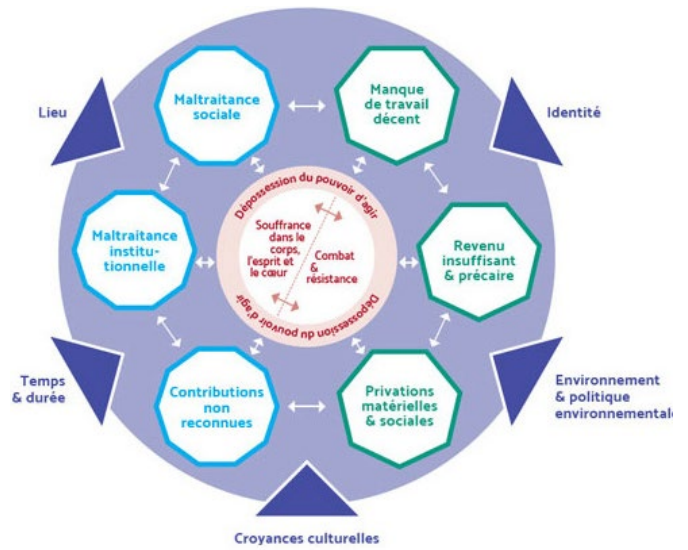 Maltraitance
sociale
Manque
de travail
décent
Lieu
Identité
Dépossession du pouvoir d'agir
Souffrance
dans le
corps,
l'esprit et
le cœur
Combat
&
résistance
Dépossession du pouvoir d'agir
Maltraitance
institu-
tionnelle
Revenu
insuffisant
& précaire
Temps
& durée
Contributions
non
reconnues
Privations
matérielles
& sociales
Environnement
& politique
environnementale
Croyances culturelles